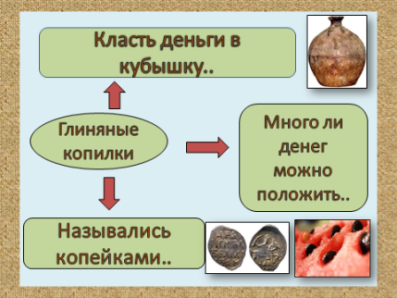 Класть деньги в
кубышку..
Глиняные
копилки
Много ли
денег
можно
положить..
Назывались
копейками..